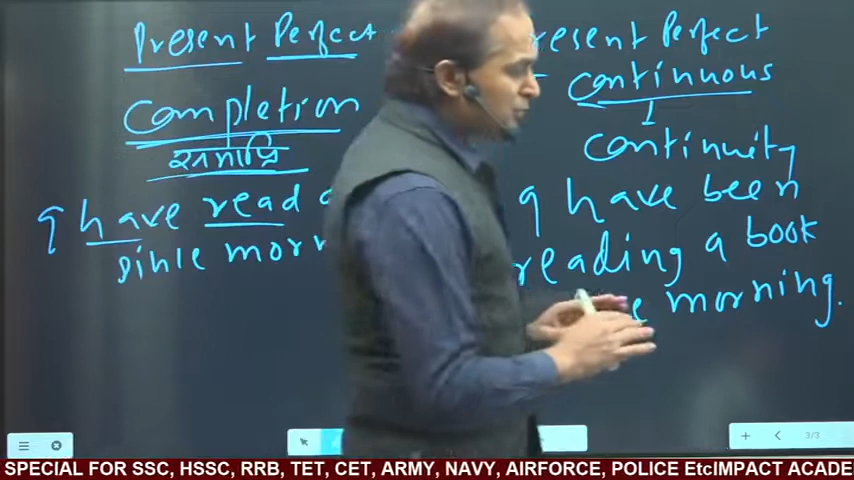 Present Perfect
Completion
समाप्ति
I have read
since morn
resent Perfect
continuous
continuity
I have been
reading a book
e morning.
3/3
SPECIAL FOR SSC, HSSC, RRB, TET, CET, ARMY, NAVY, AIRFORCE, POLICE EtcIMPACT ACADE